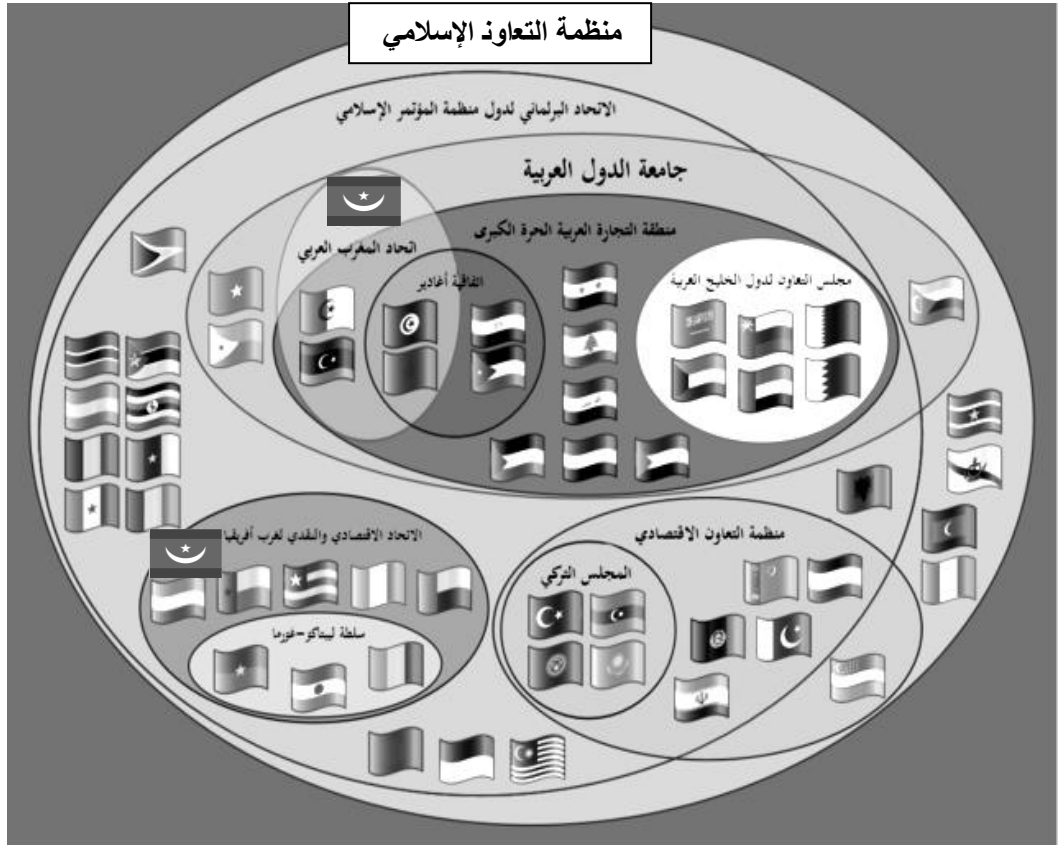 منظمة التعاون الإسلامي
الاتحاد البرلماني لدول منظمة المؤتمر الإسلامي
جامعة الدول العربية
منطقة التجارة العربية الحرة الكبرى
اتحاد المغرب العربي
اتفاقية أغادير
مجلس التعاون لدول الخليج العربية
الاتحاد الاقتصادي والنقدي لغرب أفريقيا
منظمة التعاون الاقتصادي
المجلس التركي
سلطة ليبتاكو-غورما